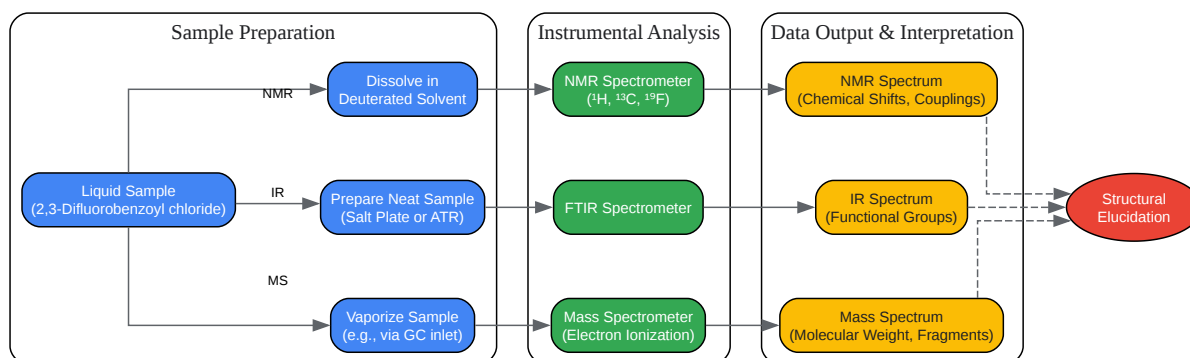 Sample Preparation
Instrumental Analysis
Data Output & Interpretation
NMR
Dissolve in
Deuterated Solvent
NMR Spectrometer
(¹H, ¹³C, ¹⁹F)
NMR Spectrum
(Chemical Shifts, Couplings)
Liquid Sample
(2,3-Difluorobenzoyl chloride)
IR
Prepare Neat Sample
(Salt Plate or ATR)
FTIR Spectrometer
IR Spectrum
(Functional Groups)
Structural
Elucidation
MS
Vaporize Sample
(e.g., via GC inlet)
Mass Spectrometer
(Electron Ionization)
Mass Spectrum
(Molecular Weight, Fragments)